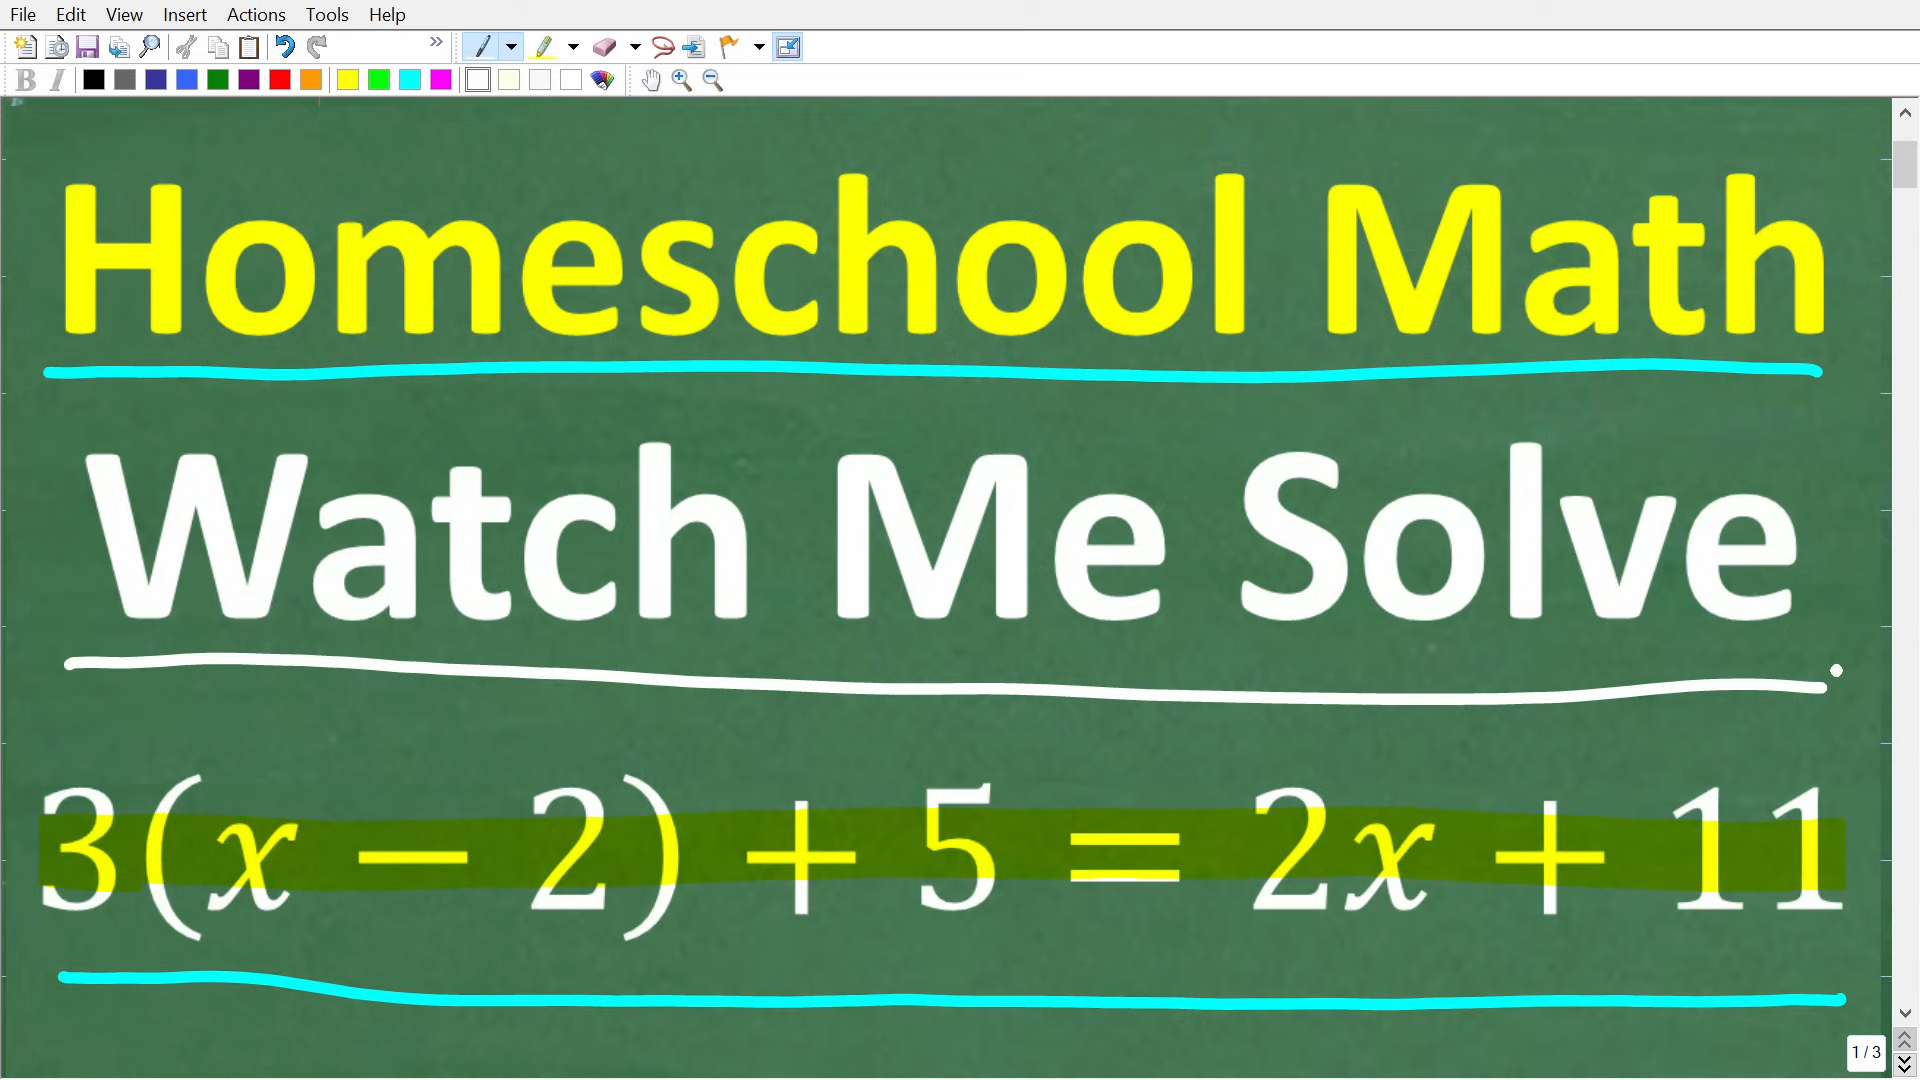 File Edit View Insert Actions Tools Help
B I
Homeschool Math
Watch Me Solve
3(x − 2) + 5 = 2x + 11
1 / 3